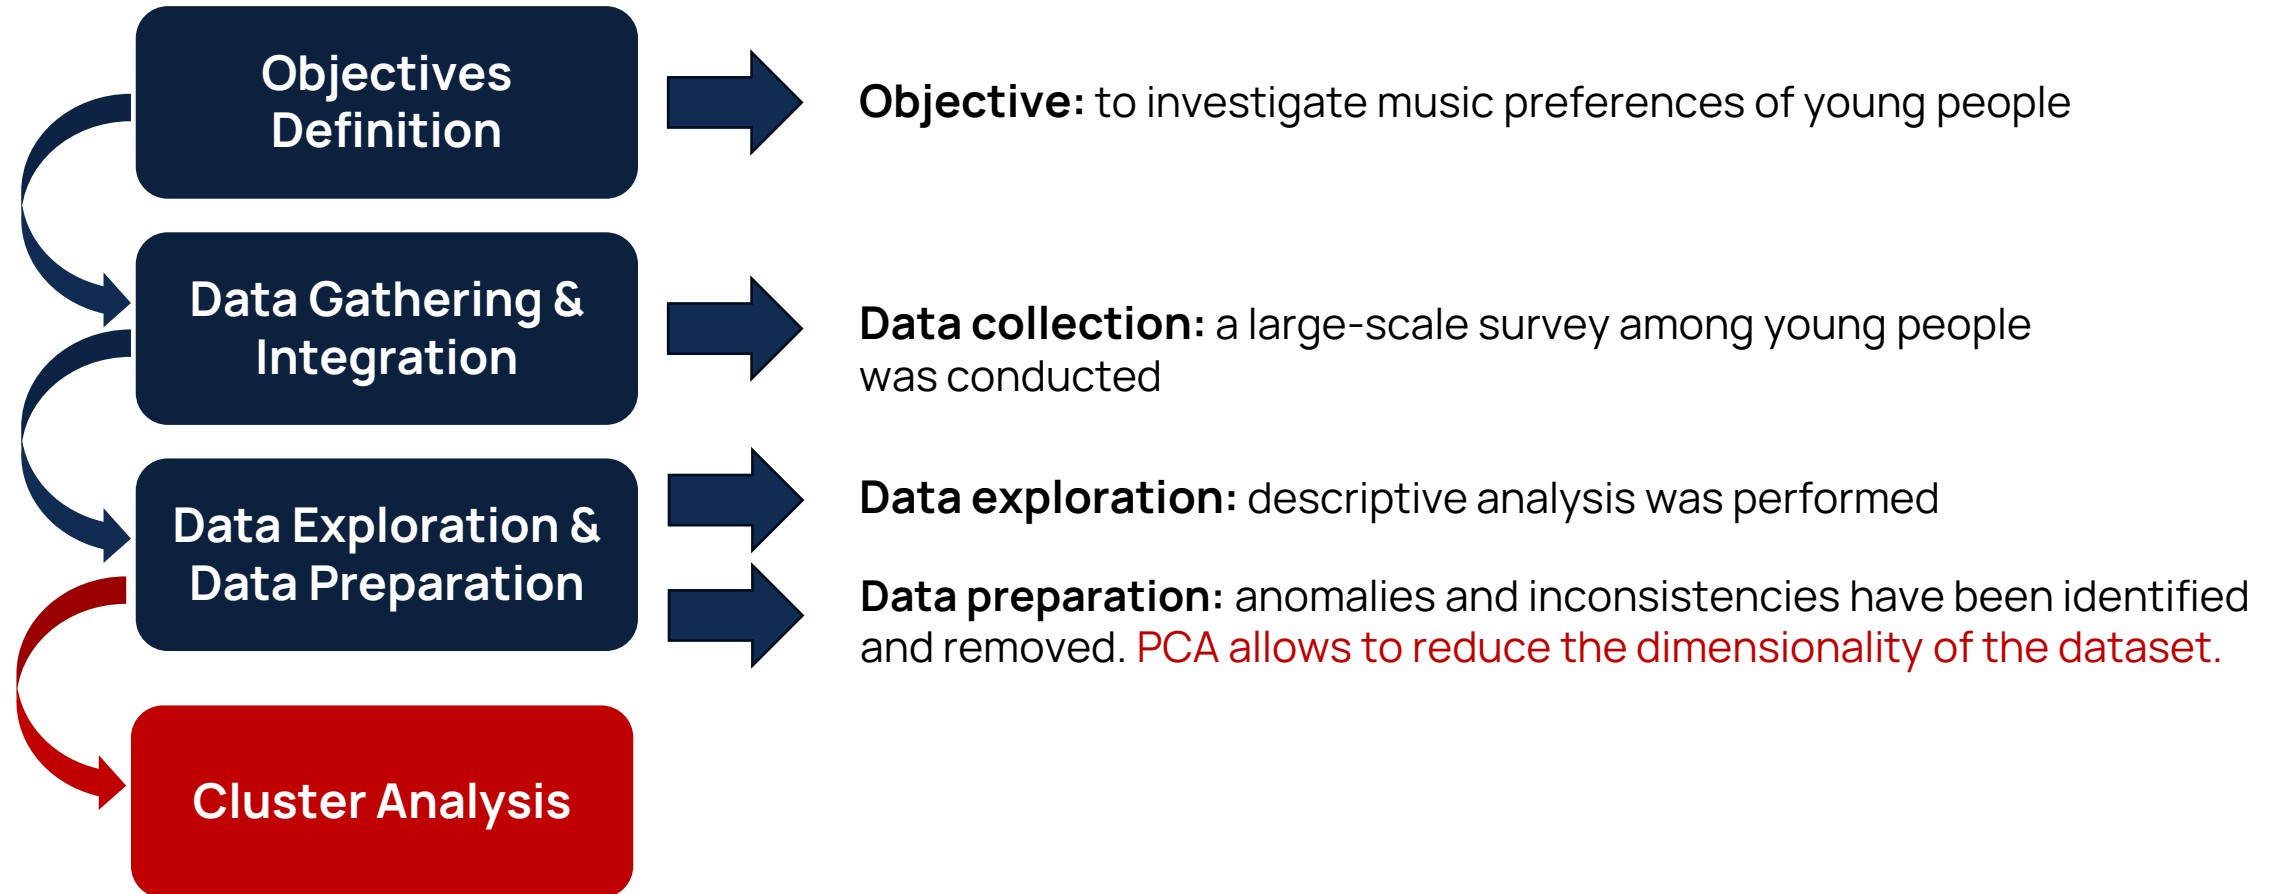 Objectives
Definition
Objective: to investigate music preferences of young people
Data Gathering &
Integration
Data collection: a large-scale survey among young people
was conducted
Data Exploration &
Data Preparation
Data exploration: descriptive analysis was performed
Data preparation: anomalies and inconsistencies have been identified
and removed. PCA allows to reduce the dimensionality of the dataset.
Cluster Analysis